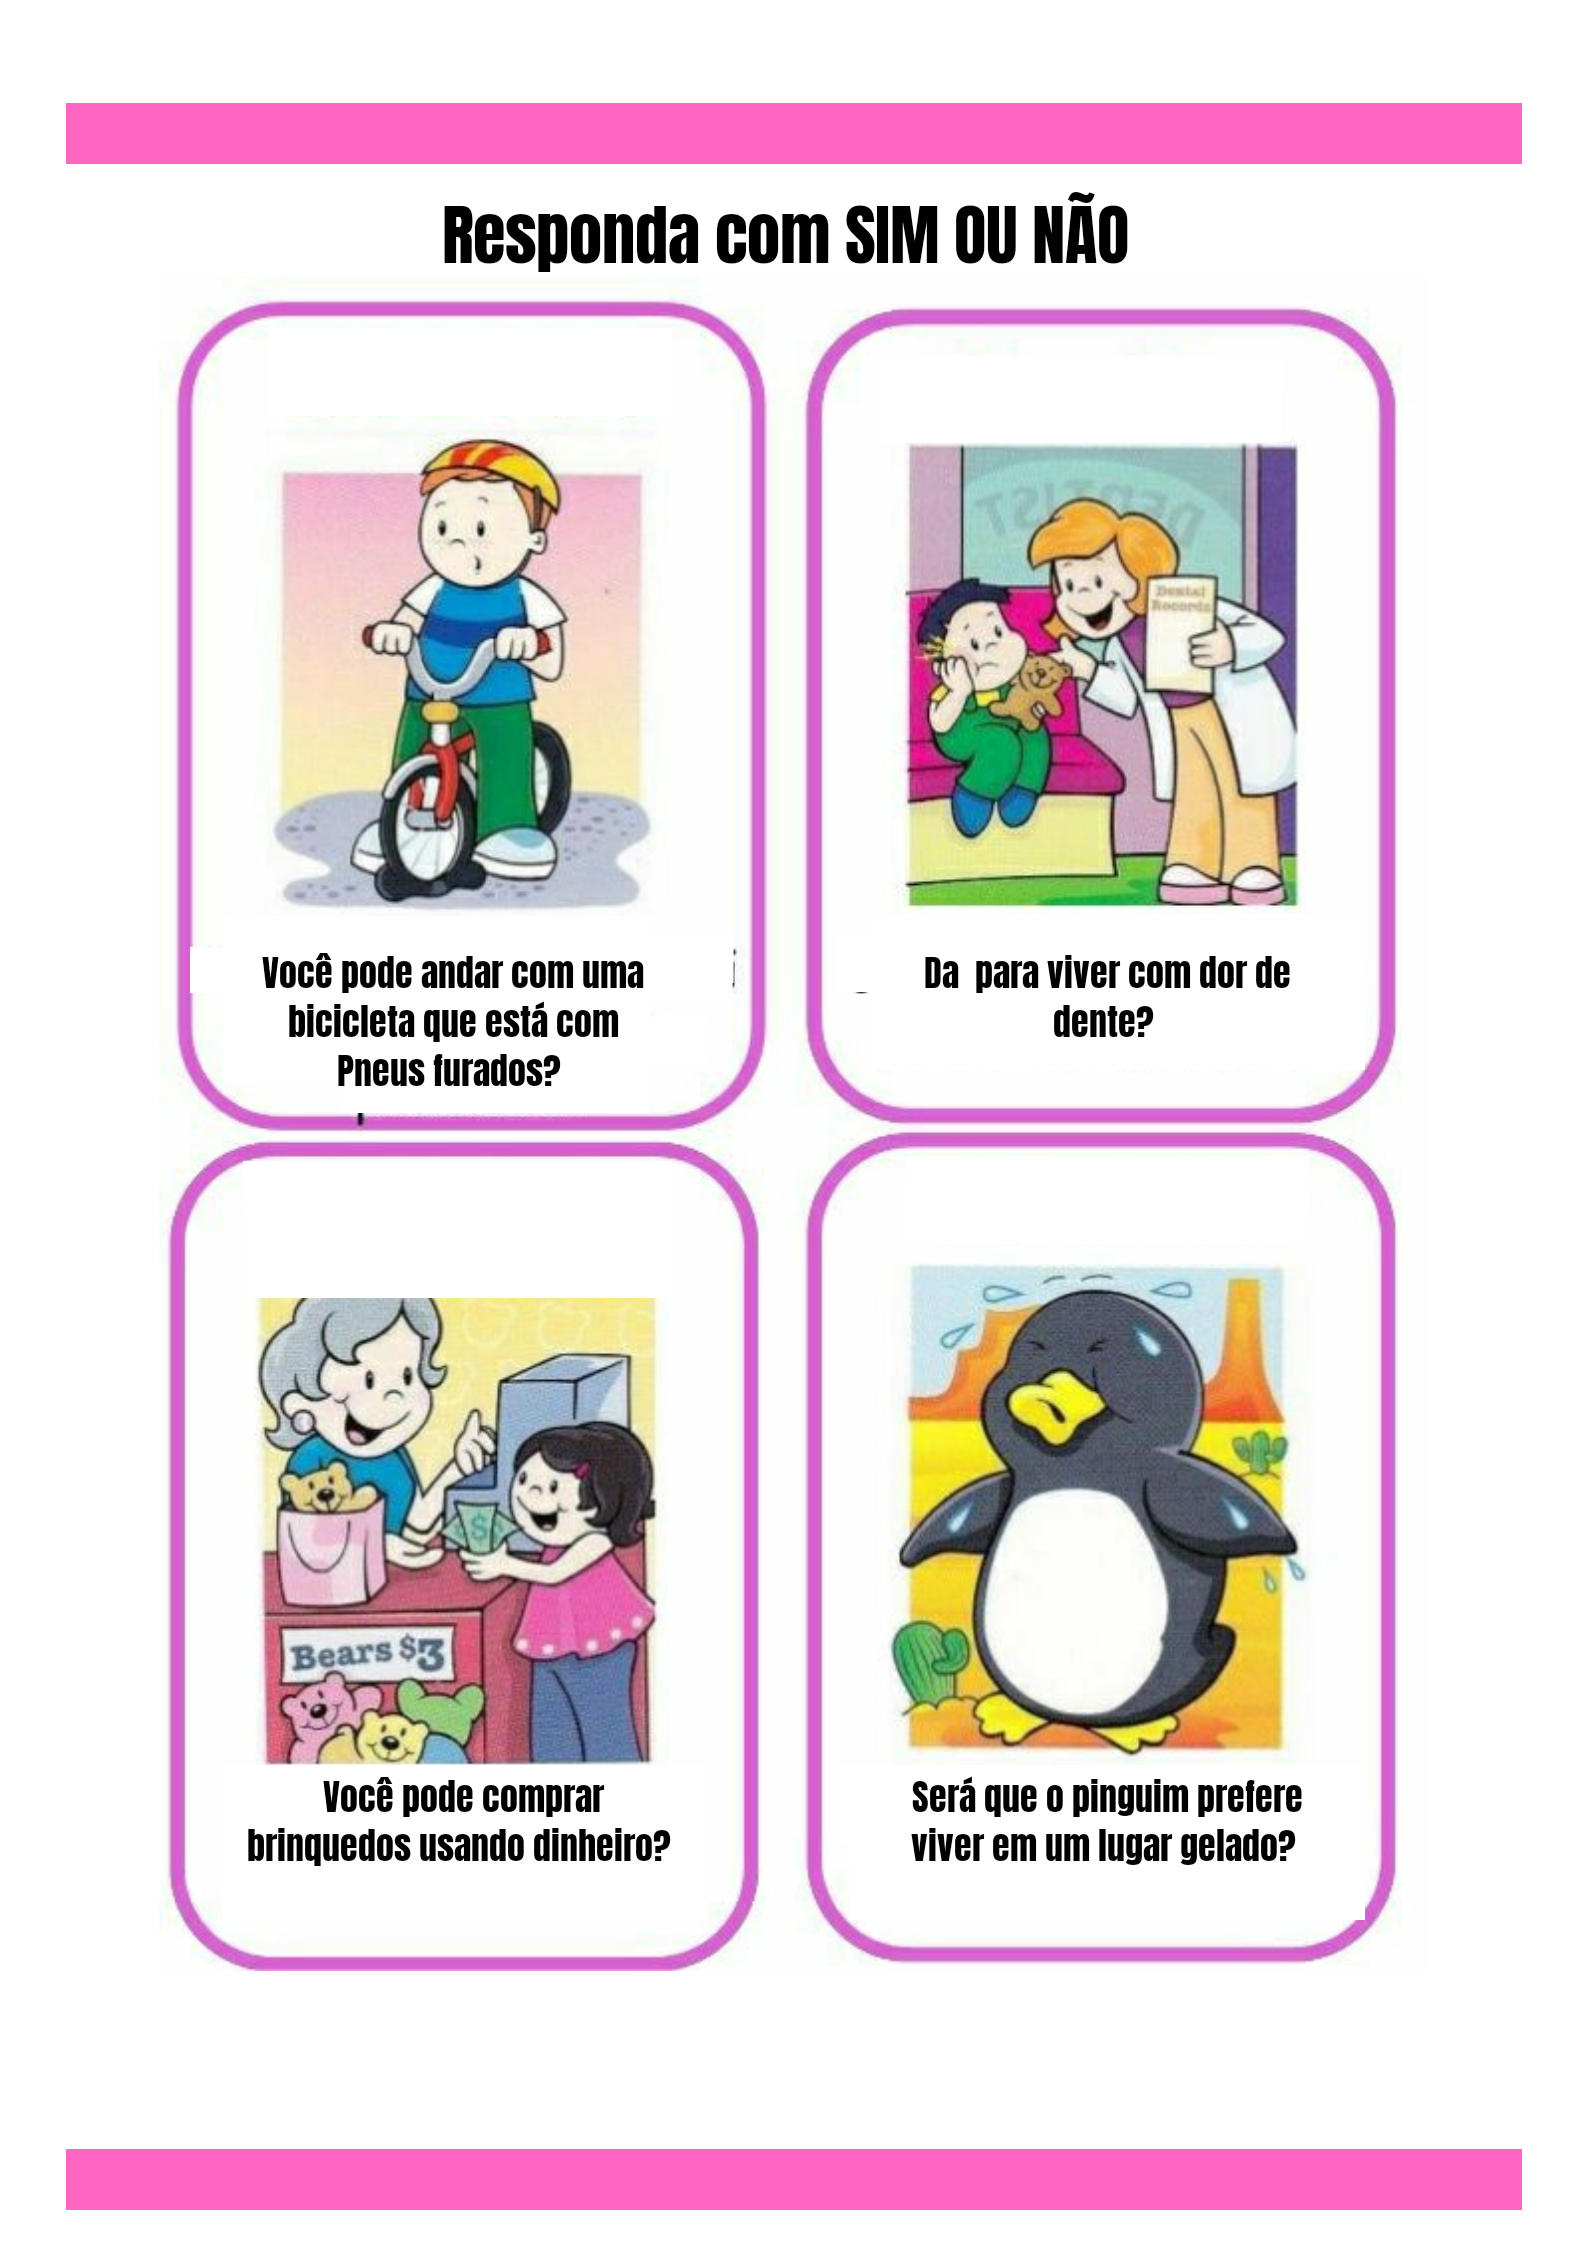 Responda com SIM OU NÃO
DENTIST
Dental
Records
Você pode andar com uma
bicicleta que está com
Pneus furados?
Da para viver com dor de
dente?
$
Bears $3
Você pode comprar
brinquedos usando dinheiro?
Será que o pinguim prefere
viver em um lugar gelado?